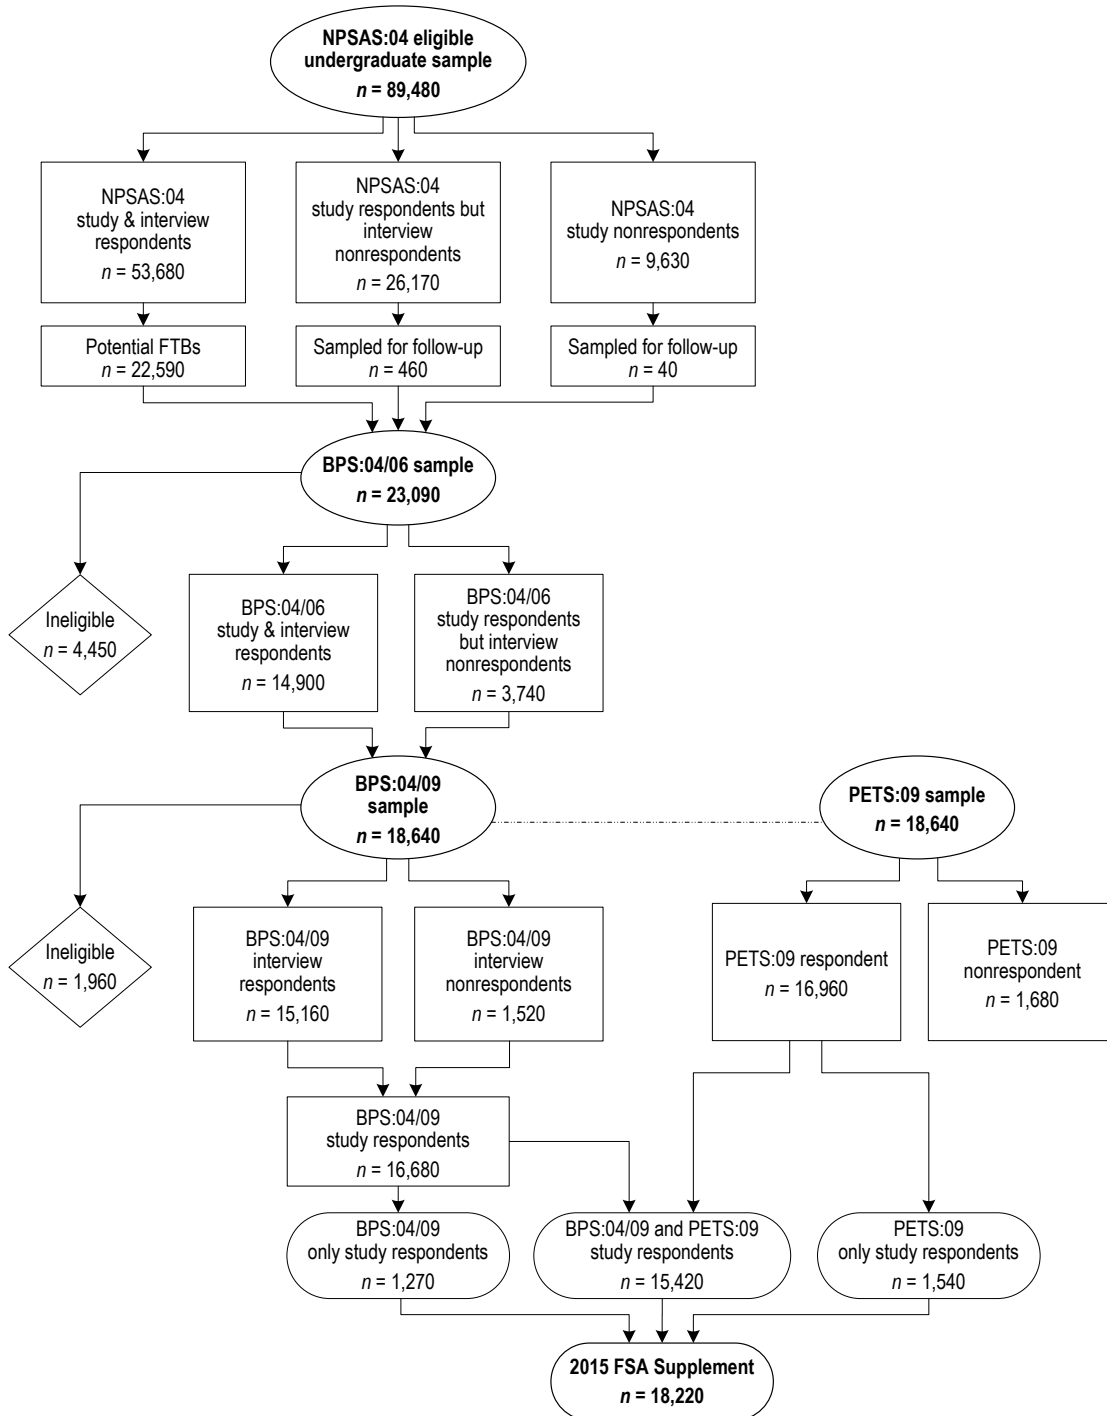 NPSAS:04 eligible
undergraduate sample
n = 89,480
NPSAS:04
study & interview
respondents
n = 53,680
NPSAS:04
study respondents but
interview
nonrespondents
n = 26,170
NPSAS:04
study nonrespondents
n = 9,630
Potential FTBs
n = 22,590
Sampled for follow-up
n = 460
Sampled for follow-up
n = 40
BPS:04/06 sample
n = 23,090
Ineligible
n = 4,450
BPS:04/06
study & interview
respondents
n = 14,900
BPS:04/06
study respondents
but interview
nonrespondents
n = 3,740
BPS:04/09
sample
n = 18,640
PETS:09 sample
n = 18,640
Ineligible
n = 1,960
BPS:04/09
interview
respondents
n = 15,160
BPS:04/09
interview
nonrespondents
n = 1,520
PETS:09 respondent
n = 16,960
PETS:09
nonrespondent
n = 1,680
BPS:04/09
study respondents
n = 16,680
BPS:04/09
only study respondents
n = 1,270
BPS:04/09 and PETS:09
study respondents
n = 15,420
PETS:09
only study respondents
n = 1,540
2015 FSA Supplement
n = 18,220